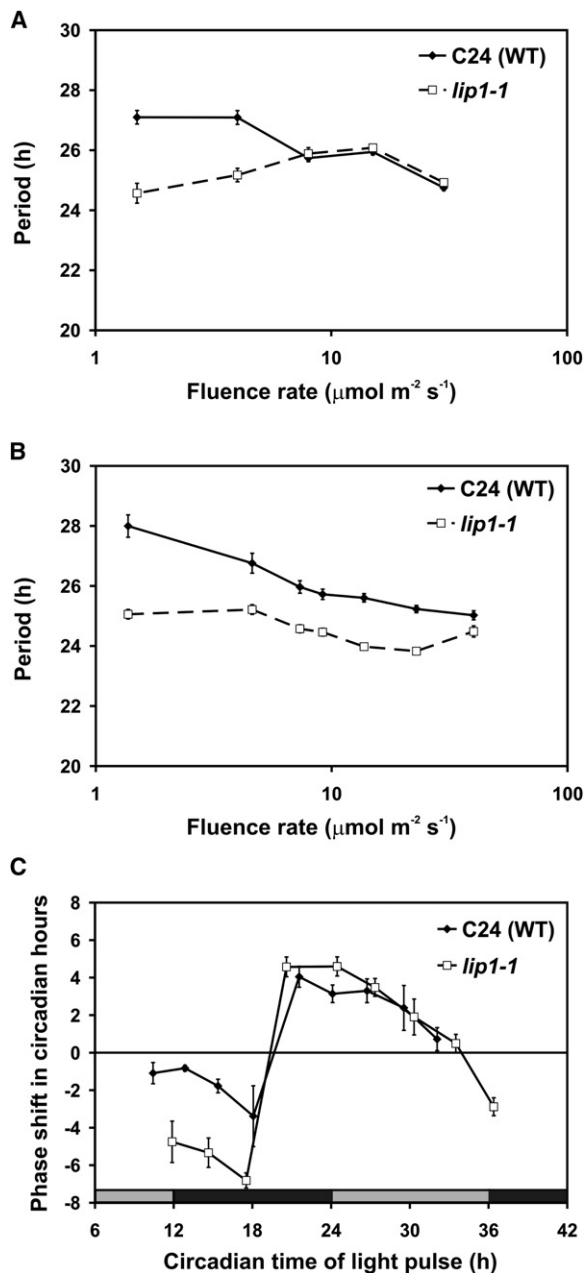 A
30
28
26
24
22
20
Period (h)
C24 (WT)
lip1-1
1
10
100
Fluence rate (μmol m⁻² s⁻¹)
B
30
28
26
24
22
20
Period (h)
C24 (WT)
lip1-1
1
10
100
Fluence rate (μmol m⁻² s⁻¹)
C
8
6
4
2
0
-2
-4
-6
-8
Phase shift in circadian hours
C24 (WT)
lip1-1
6
12
18
24
30
36
42
Circadian time of light pulse (h)